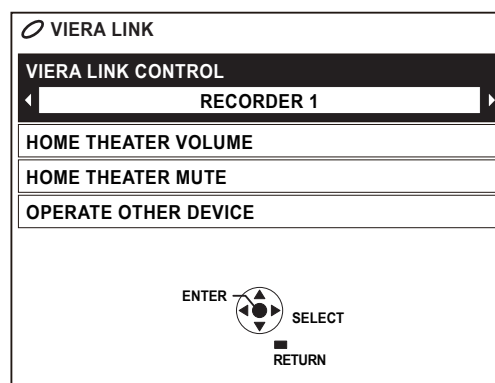 VIERA LINK
VIERA LINK CONTROL
RECORDER 1
HOME THEATER VOLUME
HOME THEATER MUTE
OPERATE OTHER DEVICE
ENTER
SELECT
RETURN